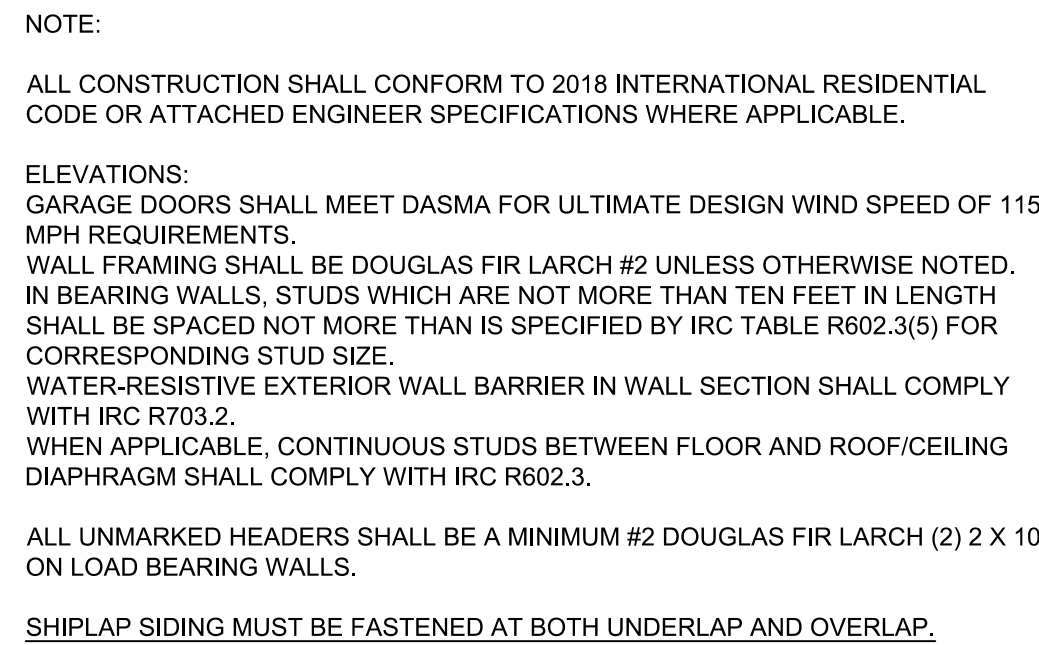 NOTE:
ALL CONSTRUCTION SHALL CONFORM TO 2018 INTERNATIONAL RESIDENTIAL
CODE OR ATTACHED ENGINEER SPECIFICATIONS WHERE APPLICABLE.
ELEVATIONS:
GARAGE DOORS SHALL MEET DASMA FOR ULTIMATE DESIGN WIND SPEED OF 115
MPH REQUIREMENTS.
WALL FRAMING SHALL BE DOUGLAS FIR LARCH #2 UNLESS OTHERWISE NOTED.
IN BEARING WALLS, STUDS WHICH ARE NOT MORE THAN TEN FEET IN LENGTH
SHALL BE SPACED NOT MORE THAN IS SPECIFIED BY IRC TABLE R602.3(5) FOR
CORRESPONDING STUD SIZE.
WATER-RESISTIVE EXTERIOR WALL BARRIER IN WALL SECTION SHALL COMPLY
WITH IRC R703.2.
WHEN APPLICABLE, CONTINUOUS STUDS BETWEEN FLOOR AND ROOF/CEILING
DIAPHRAGM SHALL COMPLY WITH IRC R602.3.
ALL UNMARKED HEADERS SHALL BE A MINIMUM #2 DOUGLAS FIR LARCH (2) 2 X 10
ON LOAD BEARING WALLS.
SHIPLAP SIDING MUST BE FASTENED AT BOTH UNDERLAP AND OVERLAP.